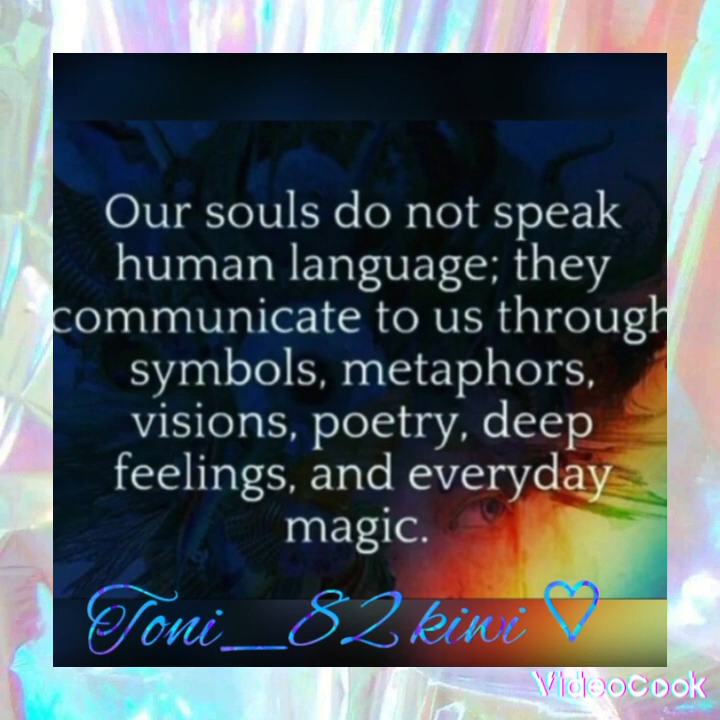 Our souls do not speak
human language; they
communicate to us through
symbols, metaphors,
visions, poetry, deep
feelings, and everyday
magic.
Toni_82 kiwi ♡
VideoCook